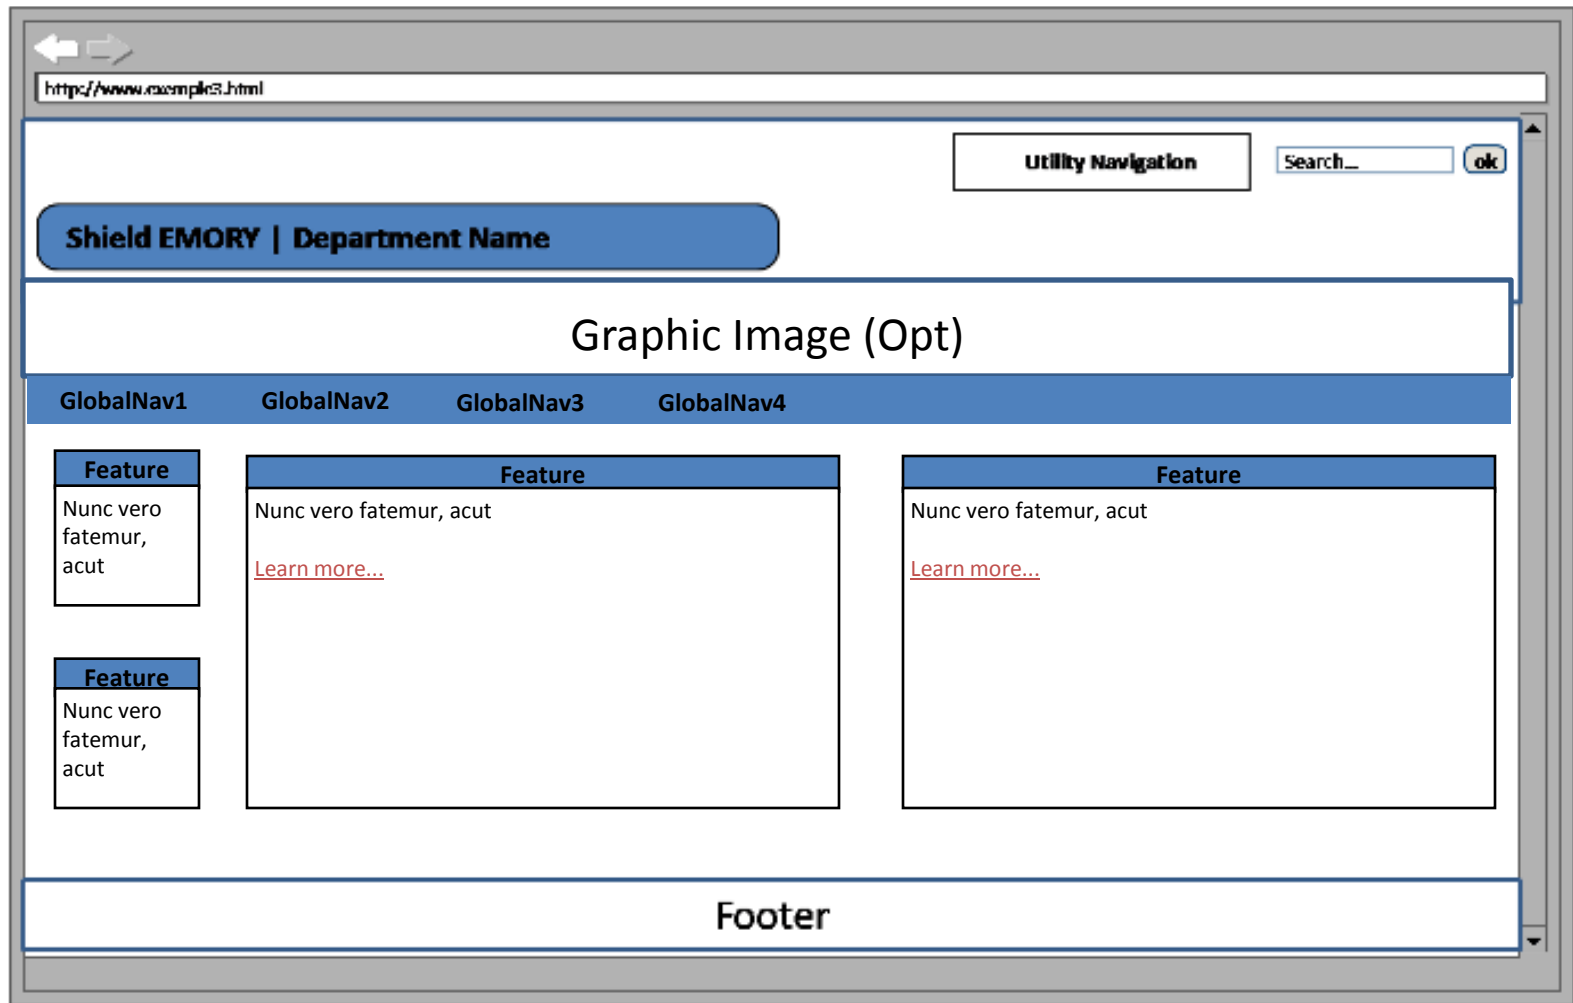 http://www.exemple3.html
Utility Navigation
Search...
ok
Shield EMORY | Department Name
Graphic Image (Opt)
GlobalNav1 GlobalNav2 GlobalNav3 GlobalNav4
Feature
Nunc vero
fatemur,
acut
Feature
Nunc vero
fatemur,
acut
Feature
Nunc vero fatemur, acut
Learn more...
Feature
Nunc vero fatemur, acut
Learn more...
Footer